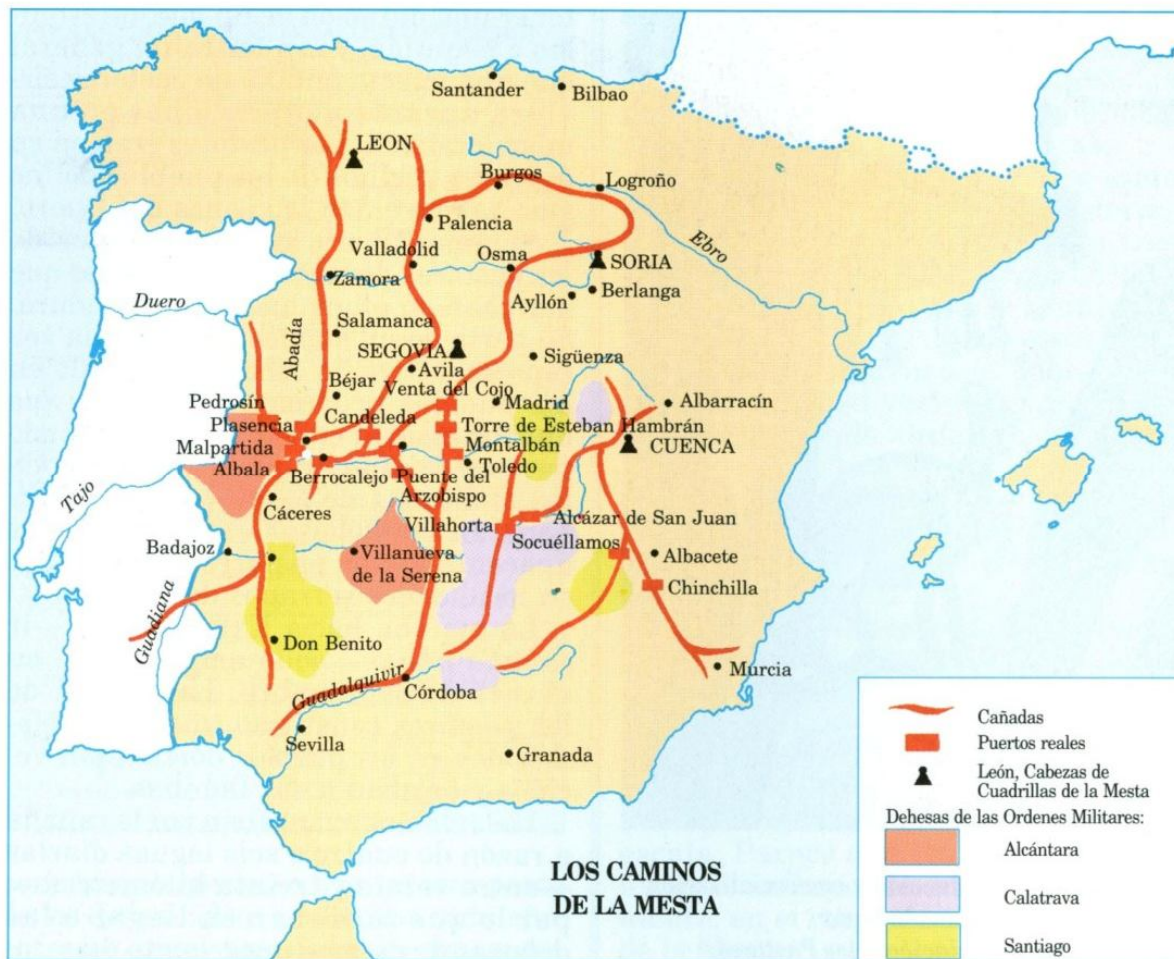 Santander
Bilbao
LEON
Burgos
Logroño
Palencia
Ebro
Valladolid
Osma
SORIA
Zamora
Berlanga
Duero
Ayllón
Abadía
Salamanca
SEGOVIA
Sigüenza
Avila
Béjar
Venta del Cojo
Madrid
Albarracín
Pedrosín
Candeleda
Plasencia
Torre de Esteban Hambrán
Malpartida
Montalbán
CUENCA
Albala
Toledo
Berrocalejo
Puente del
Arzobispo
Tajo
Cáceres
Villahorta
Alcázar de San Juan
Socuéllamos
Badajoz
Villanueva
de la Serena
Albacete
Chinchilla
Guadiana
Don Benito
Murcia
Guadalquivir
Córdoba
Sevilla
Granada
Cañadas
Puertos reales
León, Cabezas de
Cuadrillas de la Mesta
Dehesas de las Ordenes Militares:
Alcántara
Calatrava
Santiago
LOS CAMINOS
DE LA MESTA